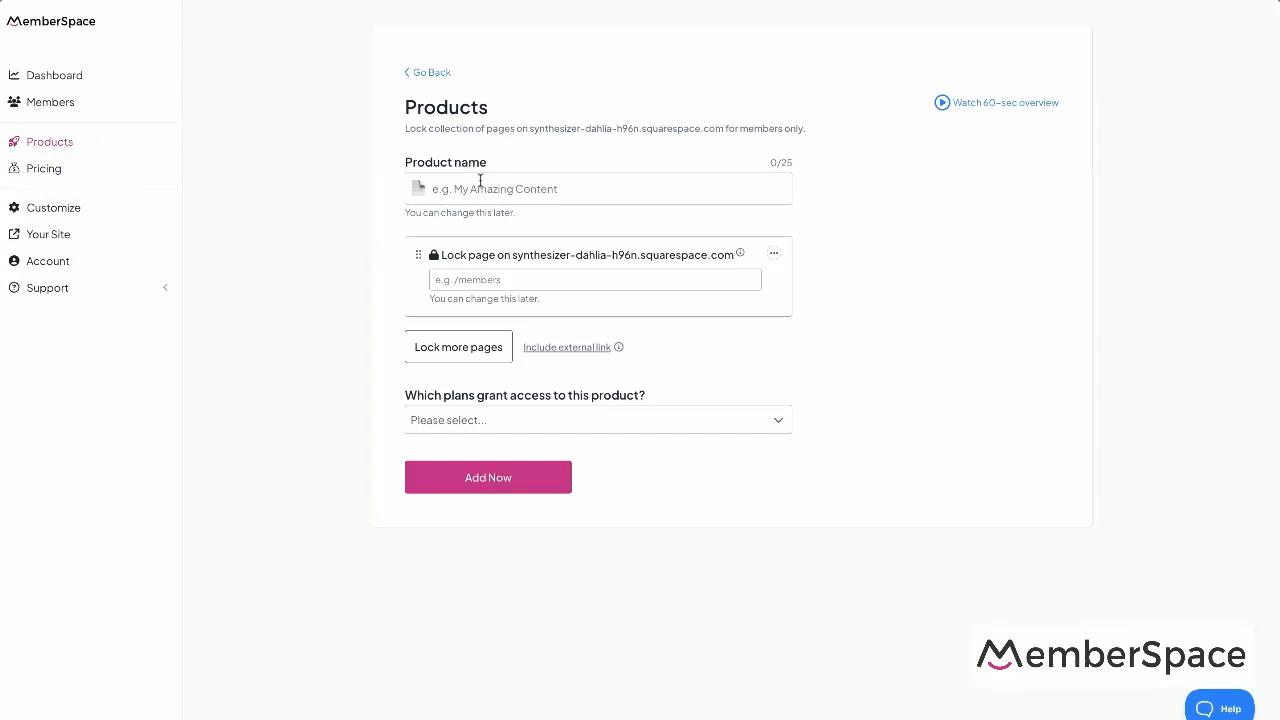 MemberSpace
Dashboard
Members
Products
Pricing
Customize
Your Site
Account
Support
Go Back
Products
Watch 60-sec overview
Lock collection of pages on synthesizer-dahlia-h96n.squarespace.com for members only.
Product name
0/25
e.g. My Amazing Content
You can change this later.
Lock page on synthesizer-dahlia-h96n.squarespace.com
e.g. /members
You can change this later.
Lock more pages
Include external link
Which plans grant access to this product?
Please select...
Add Now
MemberSpace
Help